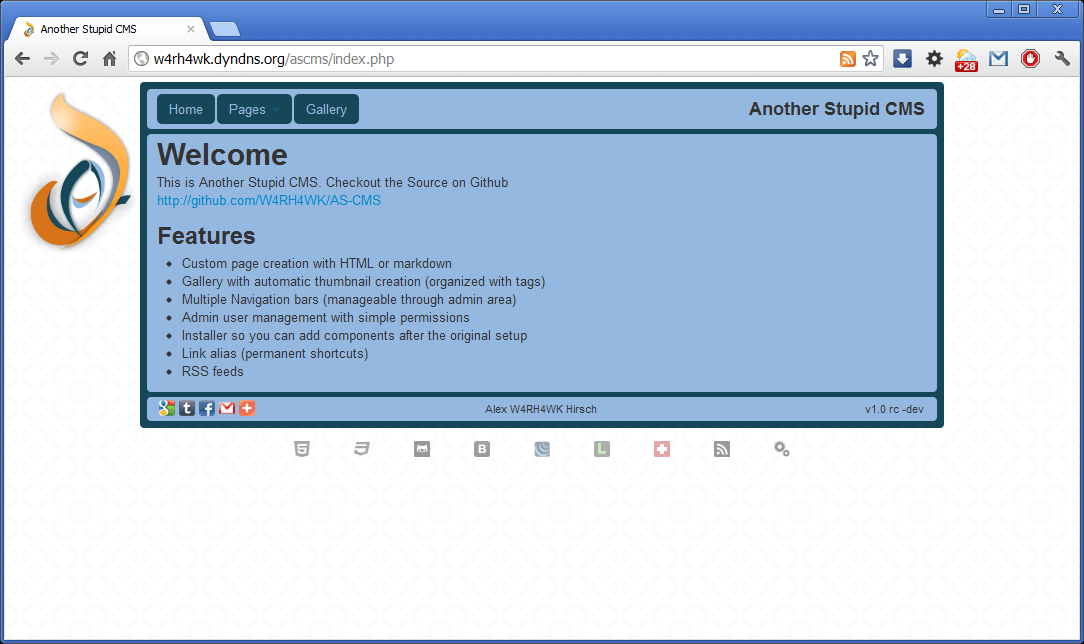 Another Stupid CMS
w4rh4wk.dyndns.org/ascms/index.php
+28
Home Pages Gallery Another Stupid CMS
Welcome
This is Another Stupid CMS. Checkout the Source on Github
http://github.com/W4RH4WK/AS-CMS
Features
Custom page creation with HTML or markdown
Gallery with automatic thumbnail creation (organized with tags)
Multiple Navigation bars (manageable through admin area)
Admin user management with simple permissions
Installer so you can add components after the original setup
Link alias (permanent shortcuts)
RSS feeds
Alex W4RH4WK Hirsch v1.0 rc -dev